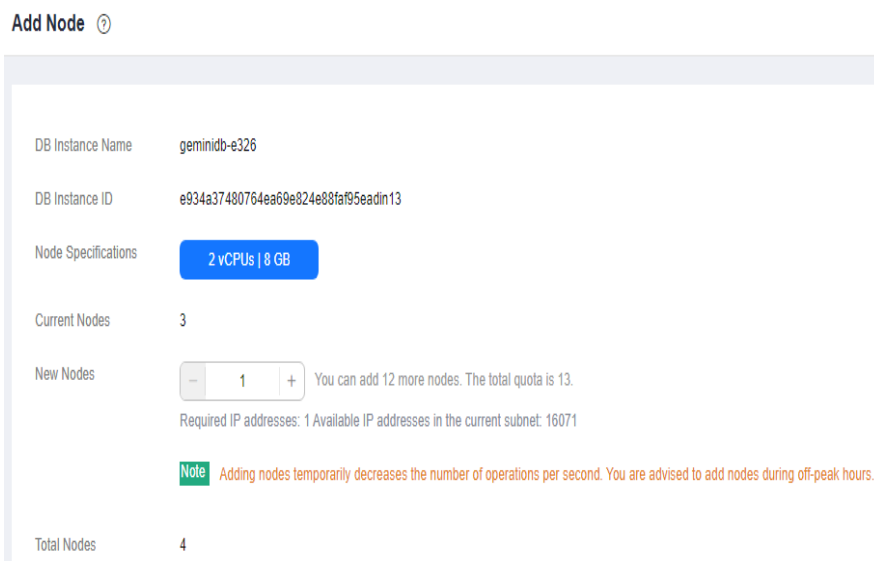 Add Node ?
DB Instance Name geminidb-e326
DB Instance ID e934a37480764ea69e824e88faf95eadin13
Node Specifications 2 vCPUs | 8 GB
Current Nodes 3
New Nodes − 1 + You can add 12 more nodes. The total quota is 13.
Required IP addresses: 1 Available IP addresses in the current subnet: 16071
Note Adding nodes temporarily decreases the number of operations per second. You are advised to add nodes during off-peak hours.
Total Nodes 4